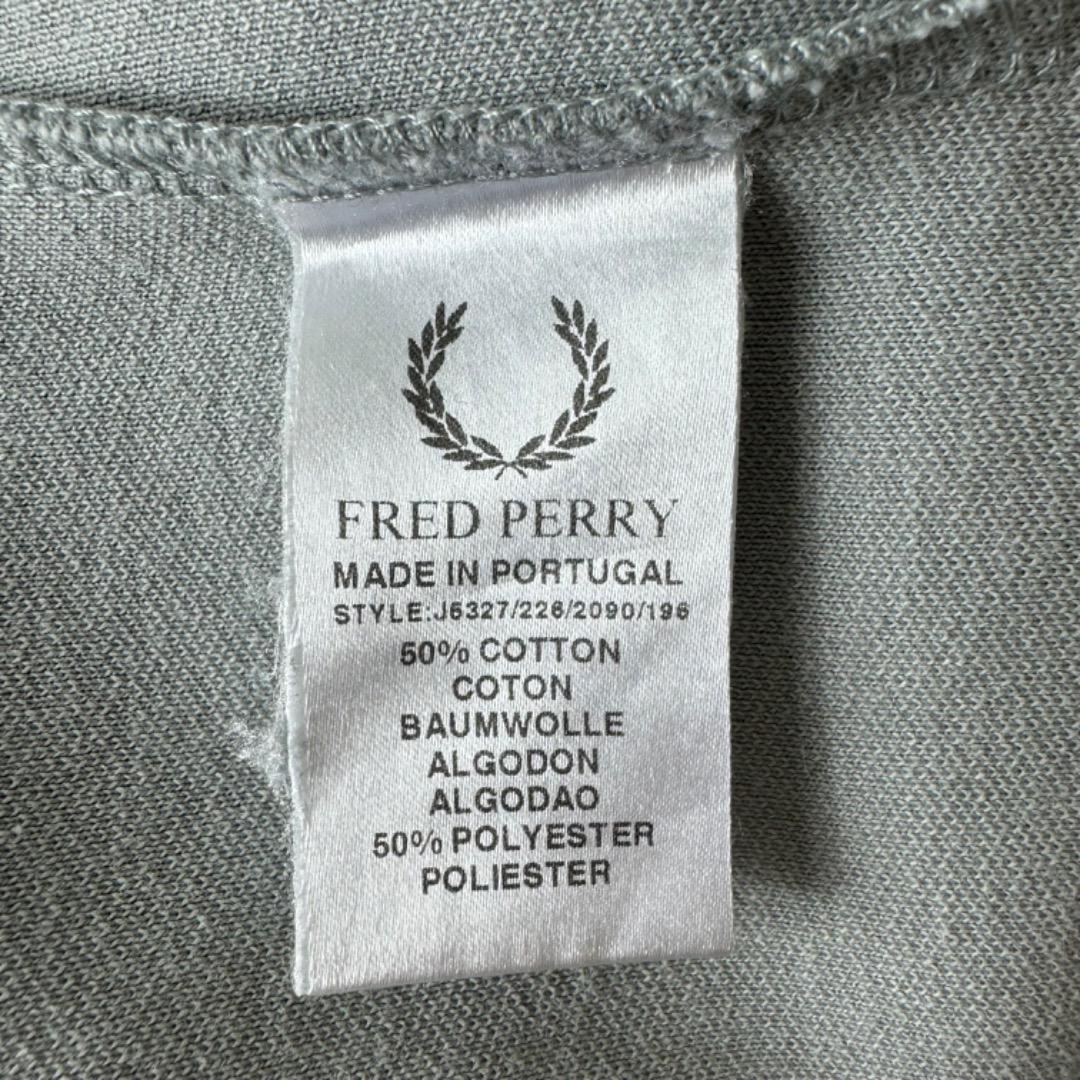 FRED PERRY
MADE IN PORTUGAL
STYLE:J6327/226/2090/196
50% COTTON
COTON
BAUMWOLLE
ALGODON
ALGODAO
50% POLYESTER
POLIESTER